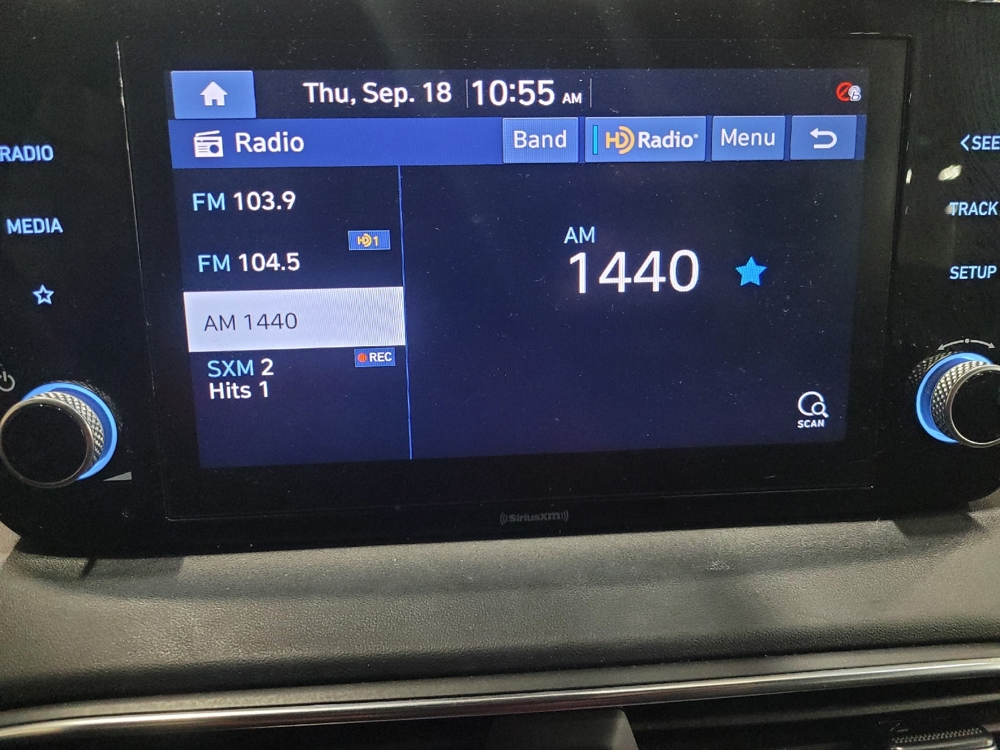 Thu, Sep. 18 10:55 AM
RADIO
Radio Band HD Radio Menu
<SEE
FM 103.9
MEDIA
TRACK
HD1
FM 104.5
AM
1440
SETUP
AM 1440
SXM 2 REC
Hits 1
SCAN
((SiriusXM))